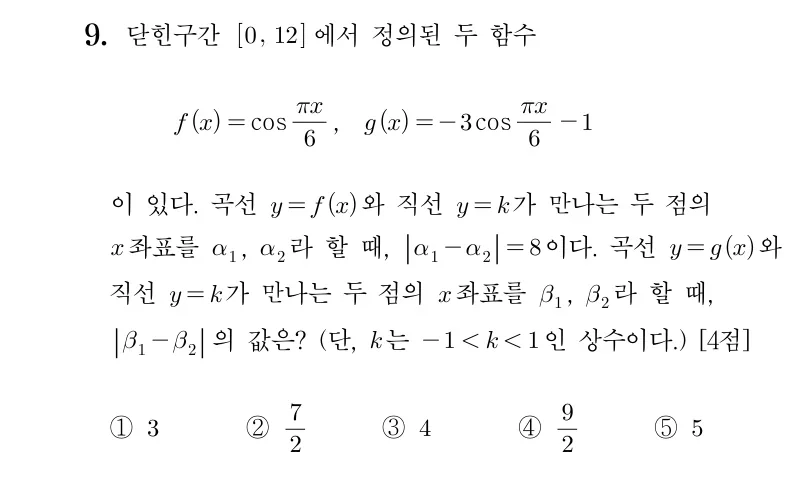 9. 닫힌구간 [0, 12]에서 정의된 두 함수
f(x)=cos πx/6, g(x)=-3cos πx/6 -1
이 있다. 곡선 y=f(x)와 직선 y=k가 만나는 두 점의
x좌표를 α₁, α₂라 할 때, |α₁-α₂|=8이다. 곡선 y=g(x)와
직선 y=k가 만나는 두 점의 x좌표를 β₁, β₂라 할 때,
|β₁-β₂|의 값은? (단, k는 -1<k<1인 상수이다.) [4점]
① 3 ② 7/2 ③ 4 ④ 9/2 ⑤ 5